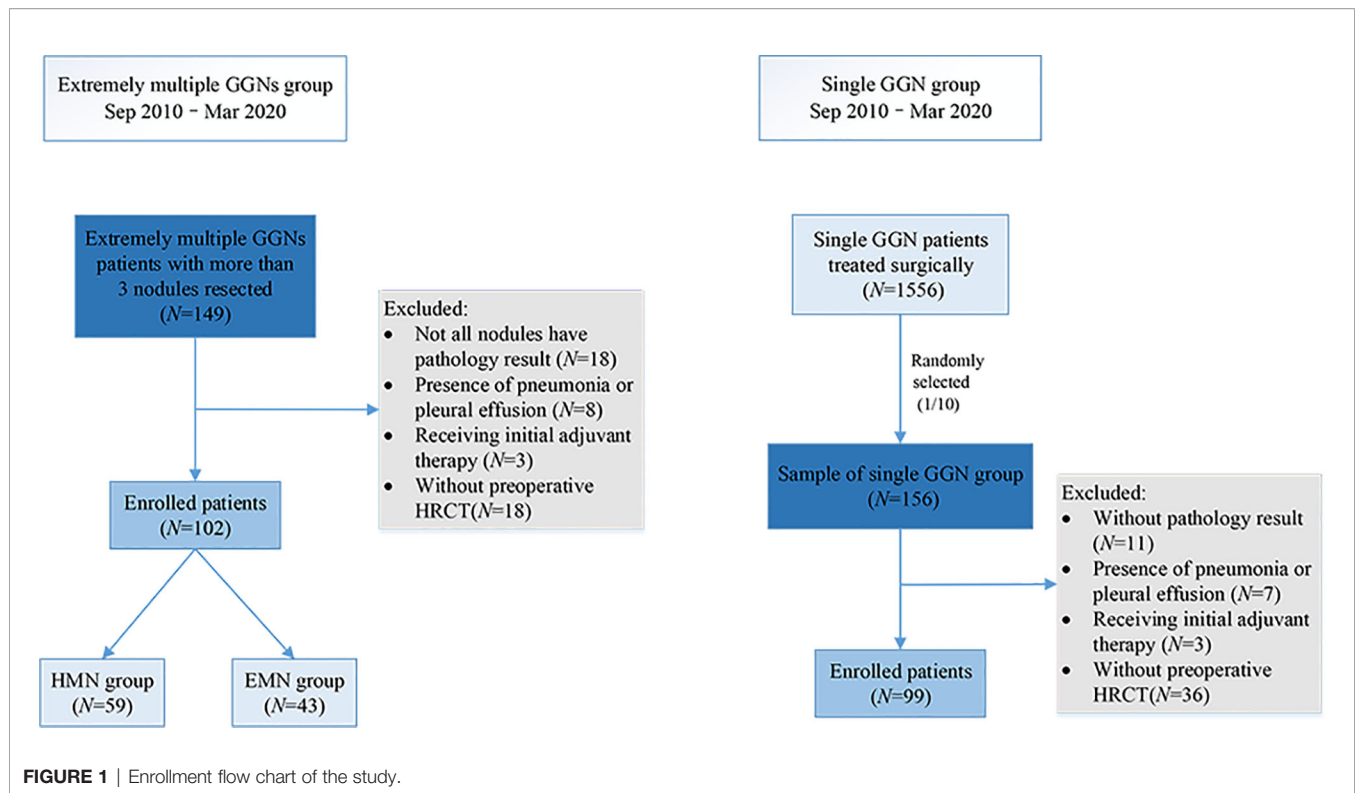 Extremely multiple GGNs group
Sep 2010 - Mar 2020
Extremely multiple GGNs
patients with more than
3 nodules resected
(N=149)
Excluded:
• Not all nodules have
pathology result (N=18)
• Presence of pneumonia or
pleural effusion (N=8)
• Receiving initial adjuvant
therapy (N=3)
• Without preoperative
HRCT(N=18)
Enrolled patients
(N=102)
HMN group
(N=59)
EMN group
(N=43)
Single GGN group
Sep 2010 - Mar 2020
Single GGN patients
treated surgically
(N=1556)
Randomly
selected
(1/10)
Sample of single GGN group
(N=156)
Excluded:
• Without pathology result
(N=11)
• Presence of pneumonia or
pleural effusion (N=7)
• Receiving initial adjuvant
therapy (N=3)
• Without preoperative
HRCT(N=36)
Enrolled patients
(N=99)
FIGURE 1 | Enrollment flow chart of the study.